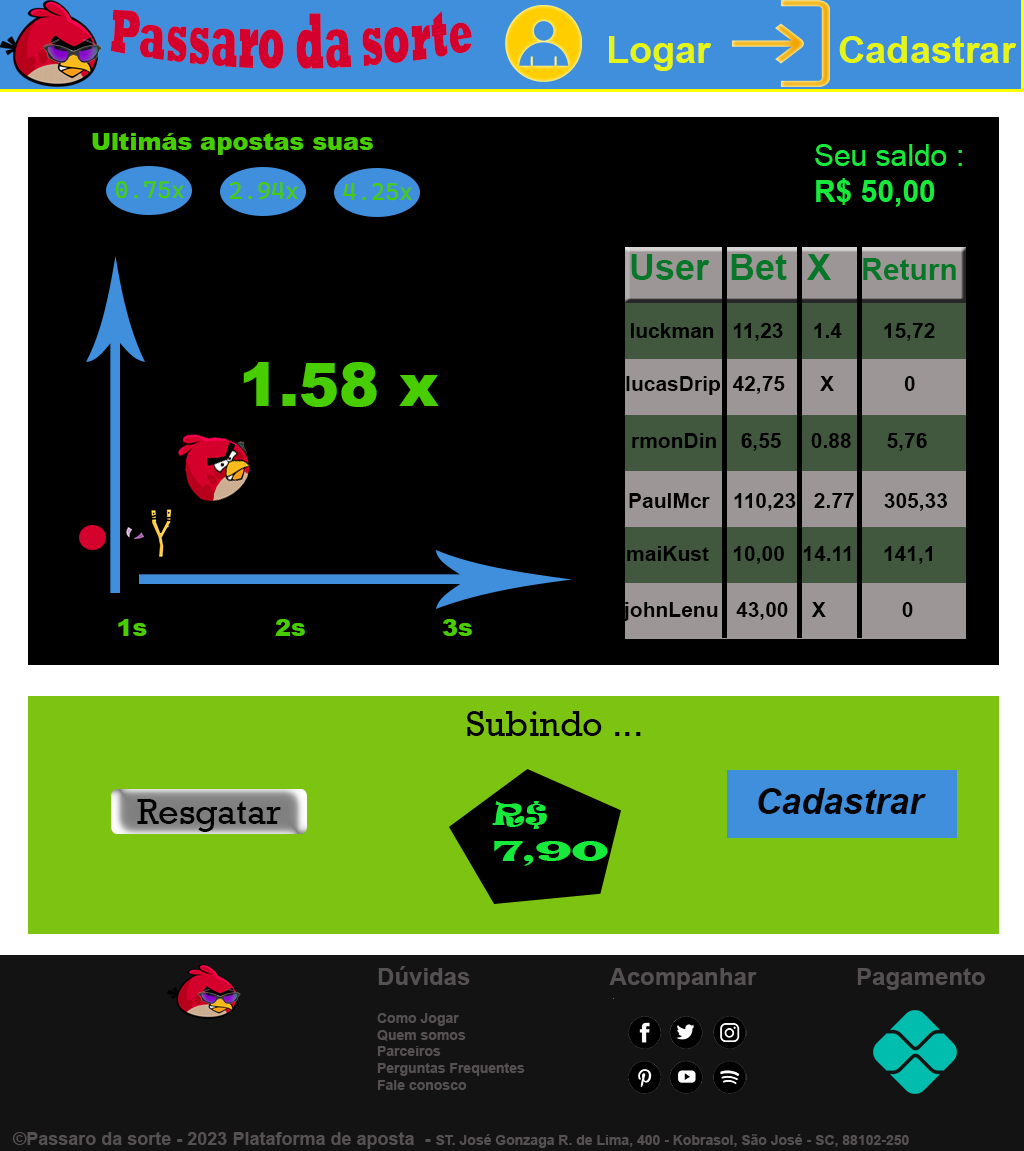 Passaro da sorte
Logar
Cadastrar
Ultimás apostas suas
0.75x 2.94x 4.25x
Seu saldo :
R$ 50,00
1.58 x
1s 2s 3s
User Bet X Return
luckman 11,23 1.4 15,72
lucasDrip 42,75 X 0
rmonDin 6,55 0.88 5,76
PaulMcr 110,23 2.77 305,33
maiKust 10,00 14.11 141,1
johnLenu 43,00 X 0
Subindo ...
Resgatar
R$
7,90
Cadastrar
Dúvidas
Como Jogar
Quem somos
Parceiros
Perguntas Frequentes
Fale conosco
Acompanhar
Pagamento
©Passaro da sorte - 2023 Plataforma de aposta - ST. José Gonzaga R. de Lima, 400 - Kobrasol, São José - SC, 88102-250